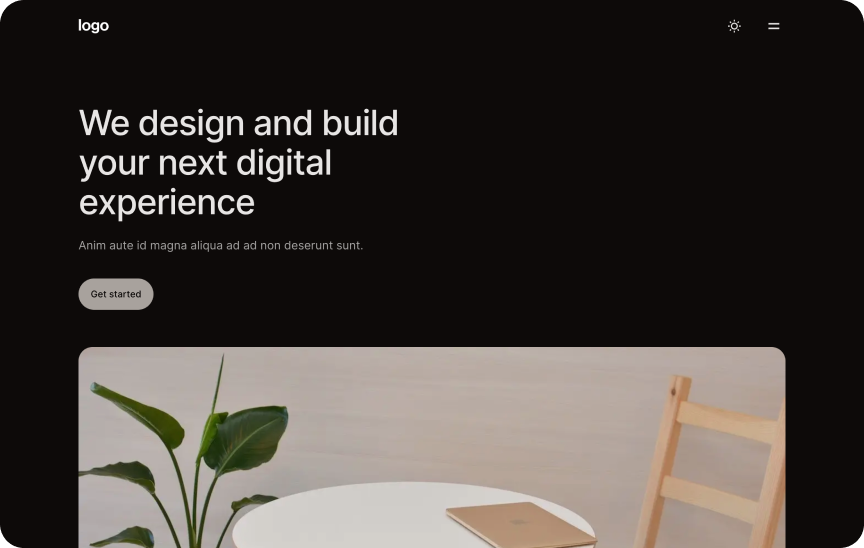 logo
We design and build
your next digital
experience
Anim aute id magna aliqua ad ad non deserunt sunt.
Get started